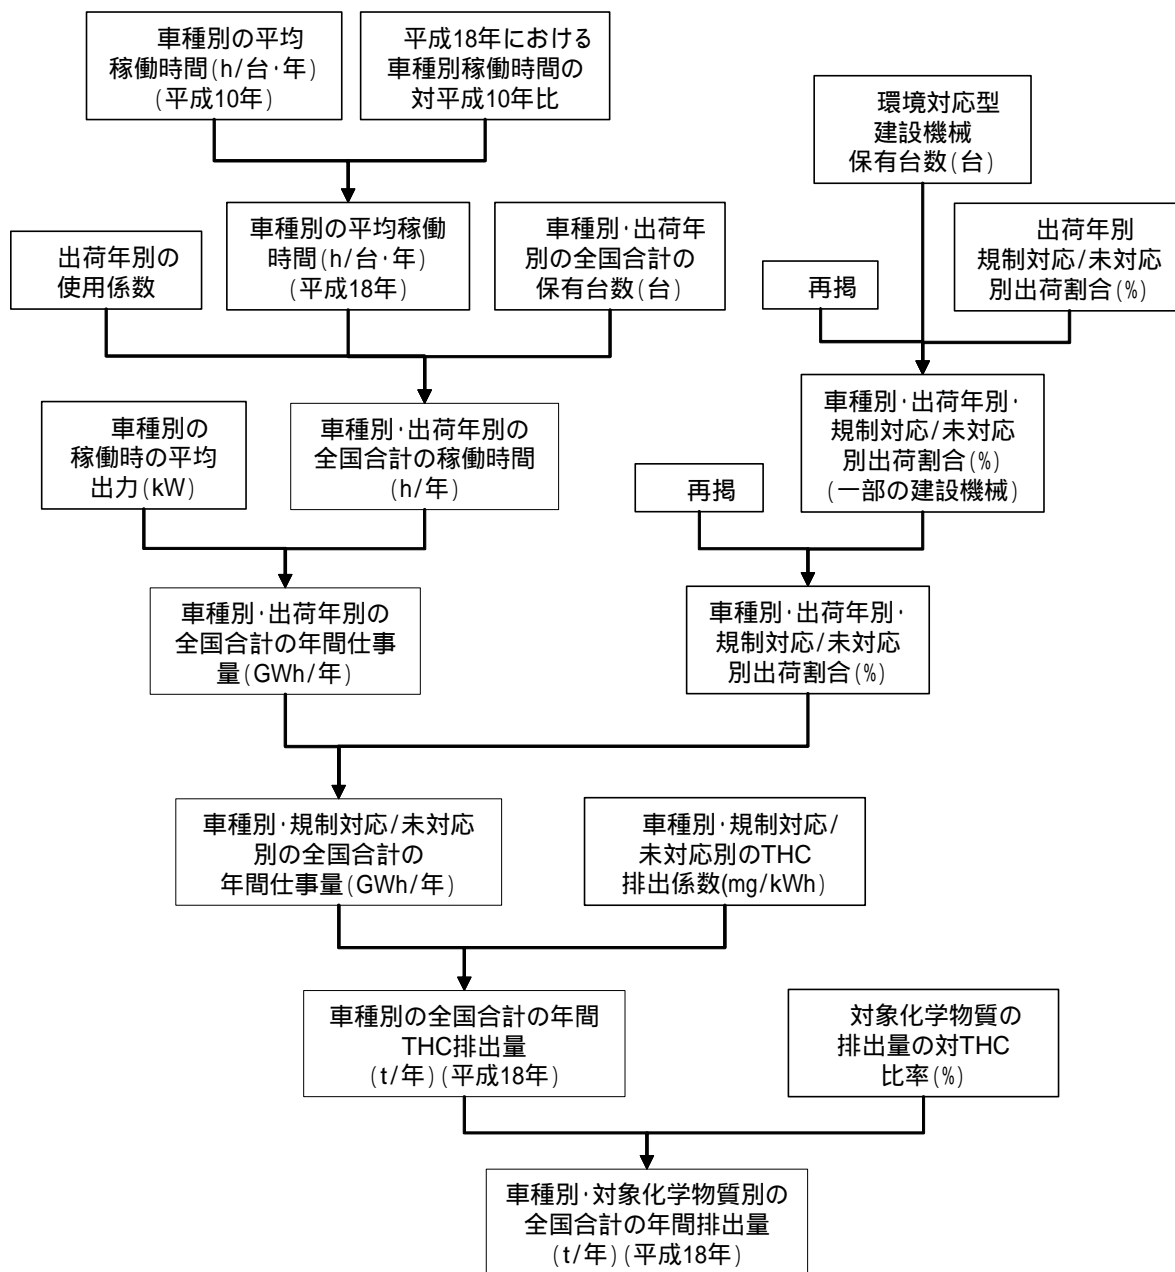 車種別の平均
稼働時間(h/台・年)
(平成10年)
平成18年における
車種別稼働時間の
対平成10年比
環境対応型
建設機械
保有台数(台)
出荷年別の
使用係数
車種別の平均稼働
時間(h/台・年)
(平成18年)
車種別・出荷年
別の全国合計の
保有台数(台)
再掲
出荷年別
規制対応/未対応
別出荷割合(%)
車種別の
稼働時の平均
出力(kW)
車種別・出荷年別の
全国合計の稼働時間
(h/年)
再掲
車種別・出荷年別・
規制対応/未対応
別出荷割合(%)
(一部の建設機械)
車種別・出荷年別の
全国合計の年間仕事
量(GWh/年)
車種別・出荷年別・
規制対応/未対応
別出荷割合(%)
車種別・規制対応/未対応
別の全国合計の
年間仕事量(GWh/年)
車種別・規制対応/
未対応別のTHC
排出係数(mg/kWh)
車種別の全国合計の年間
THC排出量
(t/年)(平成18年)
対象化学物質の
排出量の対THC
比率(%)
車種別・対象化学物質別の
全国合計の年間排出量
(t/年)(平成18年)